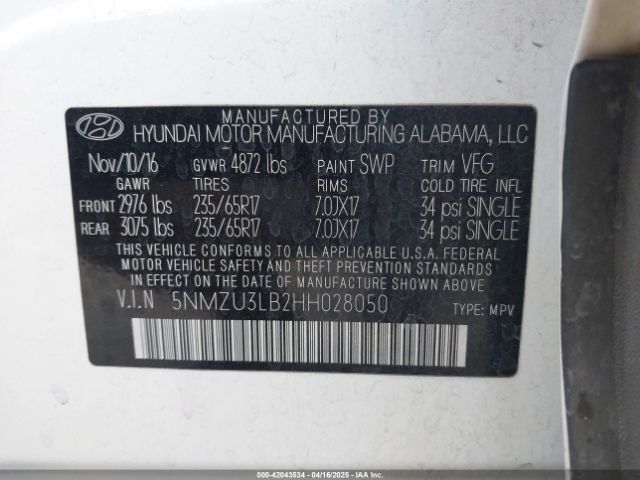 MANUFACTURED BY
HYUNDAI MOTOR MANUFACTURING ALABAMA, LLC
Nov/10/16 GVWR 4872 lbs PAINT SWP TRIM VFG
GAWR TIRES RIMS COLD TIRE INFL
FRONT 2976 lbs 235/65R17 7.0JX17 34 psi SINGLE
REAR 3075 lbs 235/65R17 7.0JX17 34 psi SINGLE
THIS VEHICLE CONFORMS TO ALL APPLICABLE U.S.A. FEDERAL
MOTOR VEHICLE SAFETY AND THEFT PREVENTION STANDARDS
IN EFFECT ON THE DATE OF MANUFACTURE SHOWN ABOVE
V.I.N 5NMZU3LB2HH028050 TYPE: MPV
000-42043534 - 04/16/2025 - IAAI.COM